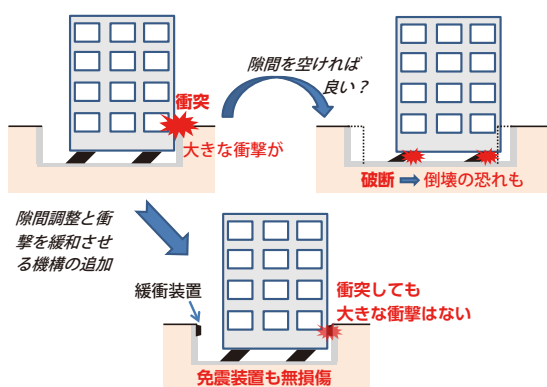 衝突
大きな衝撃が
隙間を空ければ
良い？
破断 ➡ 倒壊の恐れも
隙間調整と衝
撃を緩和させ
る機構の追加
緩衝装置
衝突しても
大きな衝撃はない
免震装置も無損傷